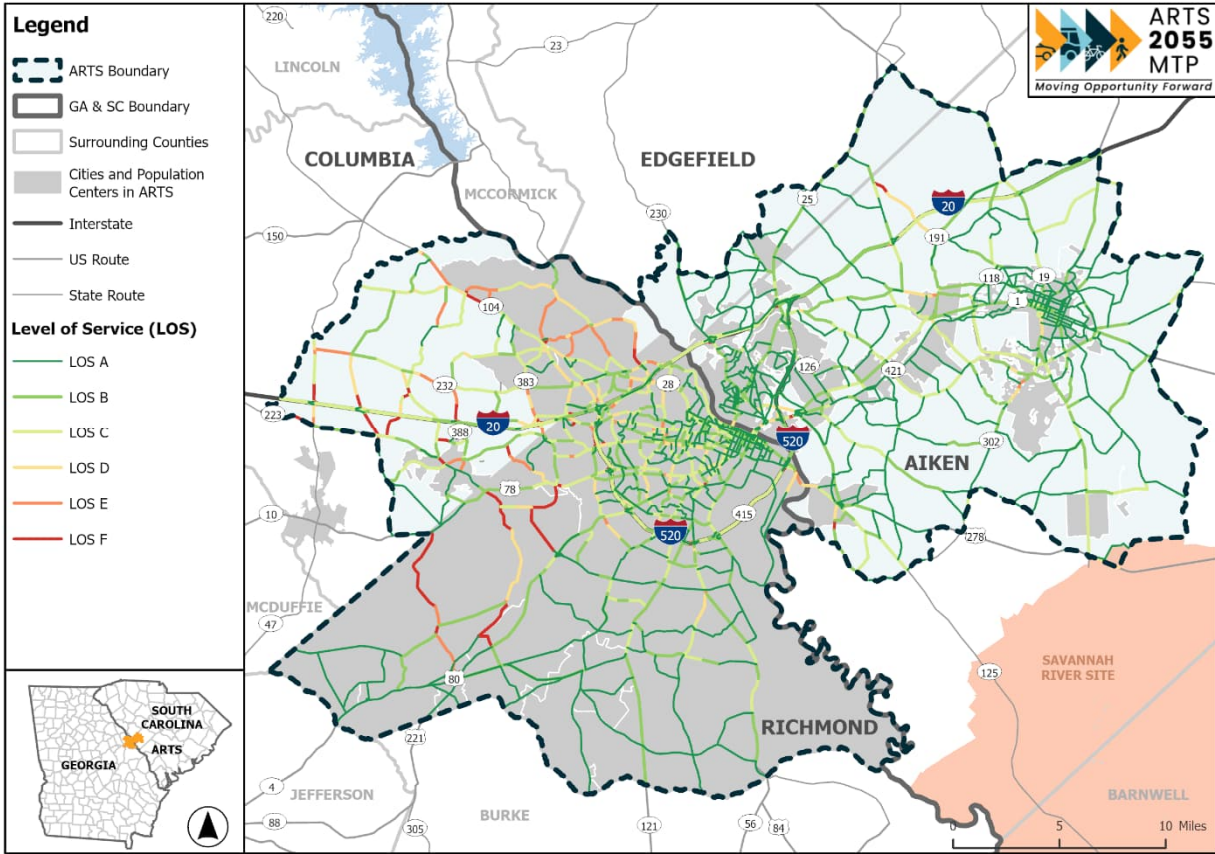 Legend
ARTS Boundary
GA & SC Boundary
Surrounding Counties
Cities and Population
Centers in ARTS
Interstate
US Route
State Route
Level of Service (LOS)
LOS A
LOS B
LOS C
LOS D
LOS E
LOS F
SOUTH
CAROLINA
ARTS
GEORGIA
ARTS
2055
MTP
Moving Opportunity Forward
220
23
LINCOLN
COLUMBIA
EDGEFIELD
MCCORMICK
20
25
230
150
191
118
19
104
1
126
421
232
383
28
223
20
388
520
302
AIKEN
78
10
415
520
278
MCDUFFIE
47
SAVANNAH
RIVER SITE
125
80
RICHMOND
221
4
JEFFERSON
BURKE
BARNWELL
88
305
121
56
84
0
5
10 Miles